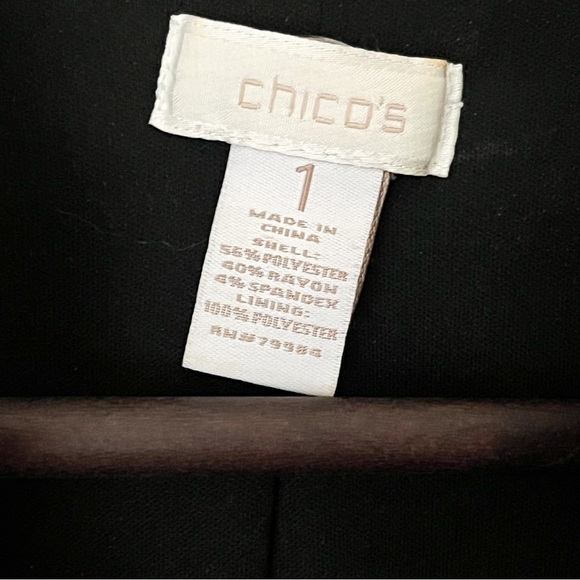 chico's
1
MADE IN
CHINA
SHELL:
56% POLYESTER
40% RAYON
4% SPANDEX
LINING:
100% POLYESTER
RN#79984